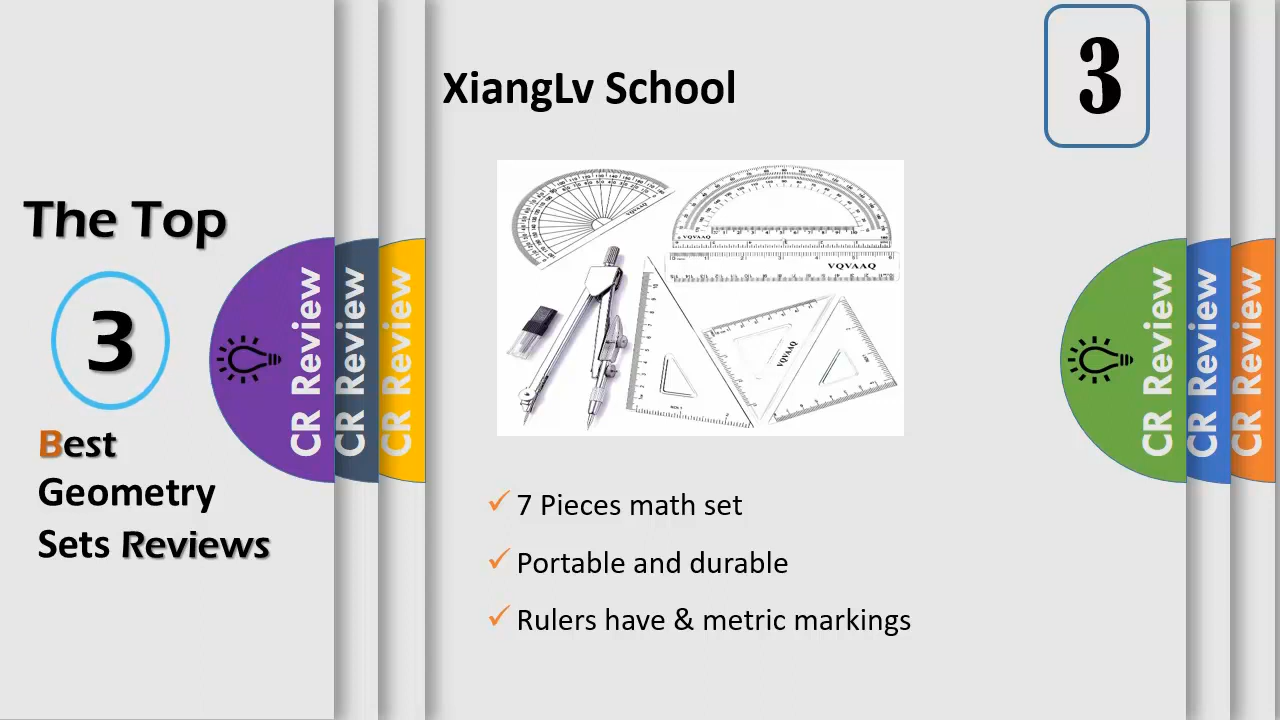 The Top
3
Best
Geometry
Sets Reviews
CR Review
CR Review
CR Review
XiangLv School
3
VQVAAQ
VQVAAQ
VQVAAQ
VQVAAQ
7 Pieces math set
Portable and durable
Rulers have & metric markings
CR Review
CR Review
CR Review